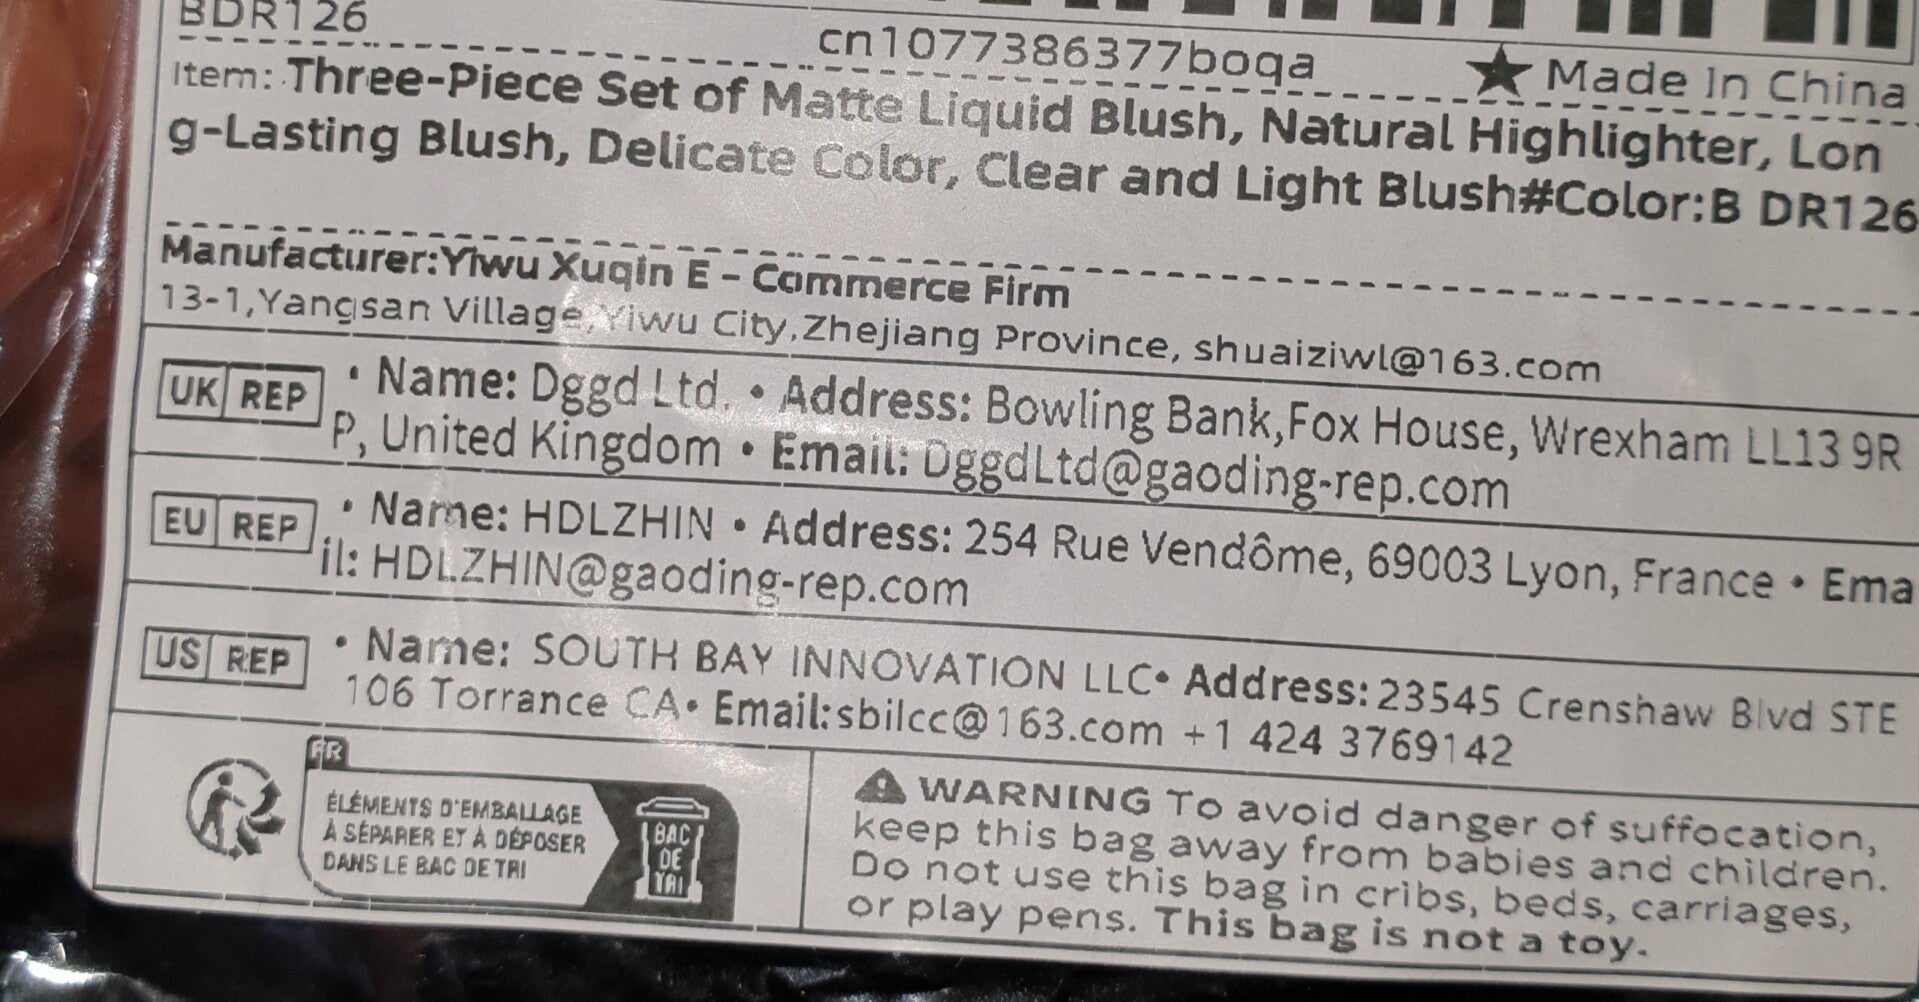 BDR126
cn1077386377boqa
★ Made In China
Item: Three-Piece Set of Matte Liquid Blush, Natural Highlighter, Lon
g-Lasting Blush, Delicate Color, Clear and Light Blush#Color:B DR126
Manufacturer:Yiwu Xuqin E - Commerce Firm
13-1,Yangsan Village,Yiwu City,Zhejiang Province, shuaiziwl@163.com
UK REP • Name: Dggd Ltd. • Address: Bowling Bank,Fox House, Wrexham LL13 9R
P, United Kingdom • Email: DggdLtd@gaoding-rep.com
EU REP • Name: HDLZHIN • Address: 254 Rue Vendôme, 69003 Lyon, France • Ema
il: HDLZHIN@gaoding-rep.com
US REP • Name: SOUTH BAY INNOVATION LLC• Address: 23545 Crenshaw Blvd STE
106 Torrance CA• Email:sbilcc@163.com +1 424 3769142
FR
ÉLÉMENTS D'EMBALLAGE
À SÉPARER ET À DÉPOSER
DANS LE BAC DE TRI
BAC
DE
TRI
⚠ WARNING To avoid danger of suffocation,
keep this bag away from babies and children.
Do not use this bag in cribs, beds, carriages,
or play pens. This bag is not a toy.